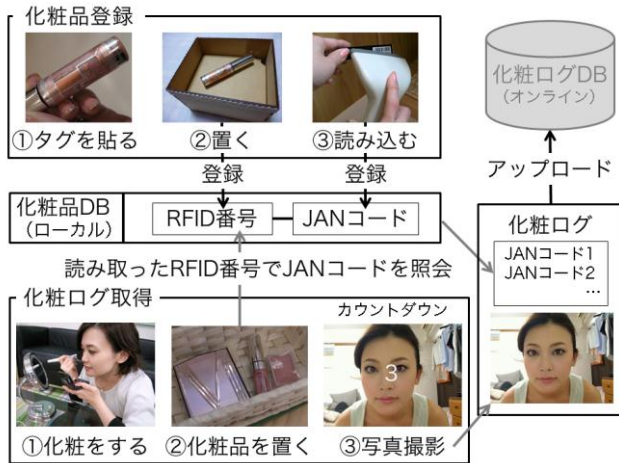 化粧品登録
①タグを貼る
②置く
③読み込む
登録
登録
化粧品DB
(ローカル)
RFID番号
JANコード
読み取ったRFID番号でJANコードを照会
化粧ログ取得
カウントダウン
3
①化粧をする
②化粧品を置く
③写真撮影
化粧ログDB
(オンライン)
アップロード
化粧ログ
JANコード1
JANコード2
…